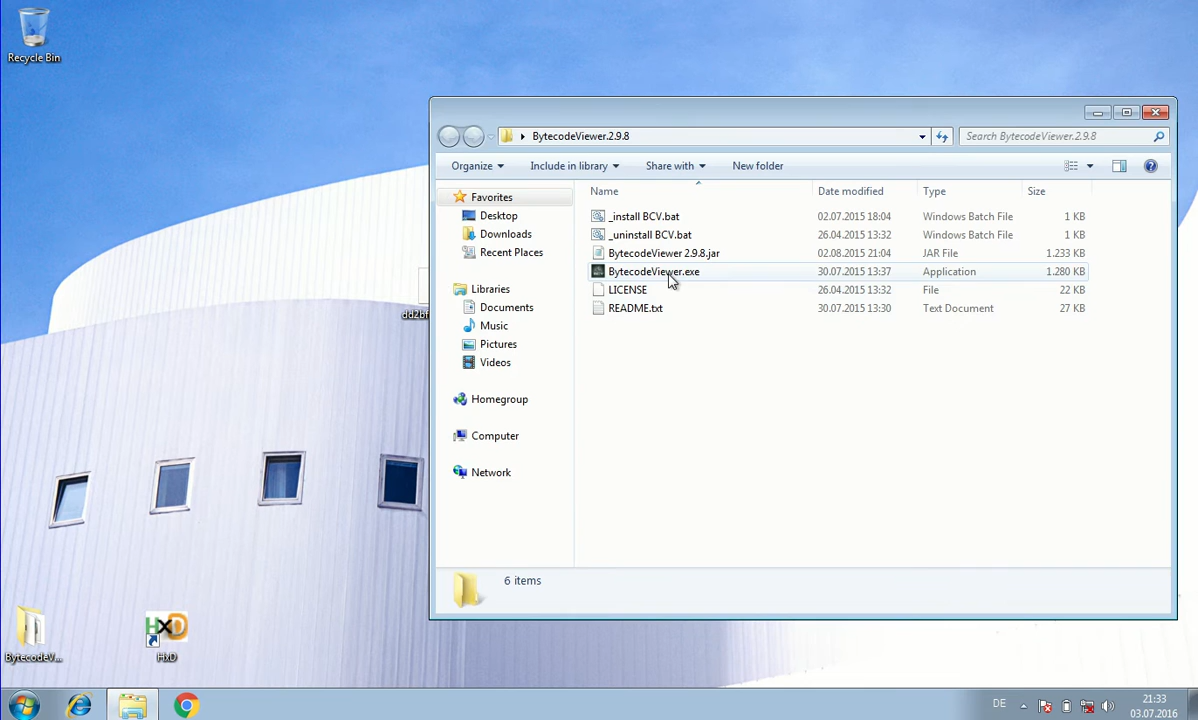 Recycle Bin
dd2bf
BytecodeV...
HxD
HxD
BytecodeViewer.2.9.8
Search BytecodeViewer.2.9.8
Organize
Include in library
Share with
New folder
Favorites
Desktop
Downloads
Recent Places
Libraries
Documents
Music
Pictures
Videos
Homegroup
Computer
Network
Name Date modified Type Size
_install BCV.bat 02.07.2015 18:04 Windows Batch File 1 KB
_uninstall BCV.bat 26.04.2015 13:32 Windows Batch File 1 KB
BytecodeViewer 2.9.8.jar 02.08.2015 21:04 JAR File 1.233 KB
BytecodeViewer.exe 30.07.2015 13:37 Application 1.280 KB
LICENSE 26.04.2015 13:32 File 22 KB
README.txt 30.07.2015 13:30 Text Document 27 KB
6 items
DE
21:33
03.07.2016